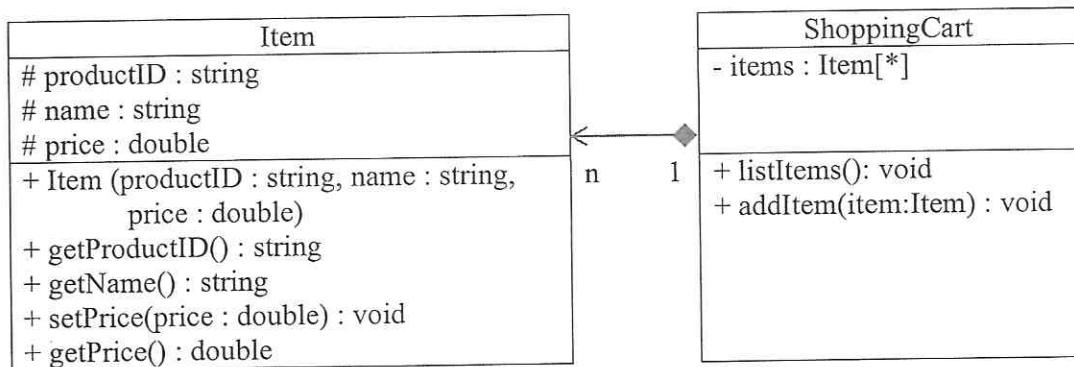 Item
# productID : string
# name : string
# price : double
+ Item (productID : string, name : string,
price : double)
+ getProductID() : string
+ getName() : string
+ setPrice(price : double) : void
+ getPrice() : double
n 1
ShoppingCart
- items : Item[*]
+ listItems(): void
+ addItem(item:Item) : void